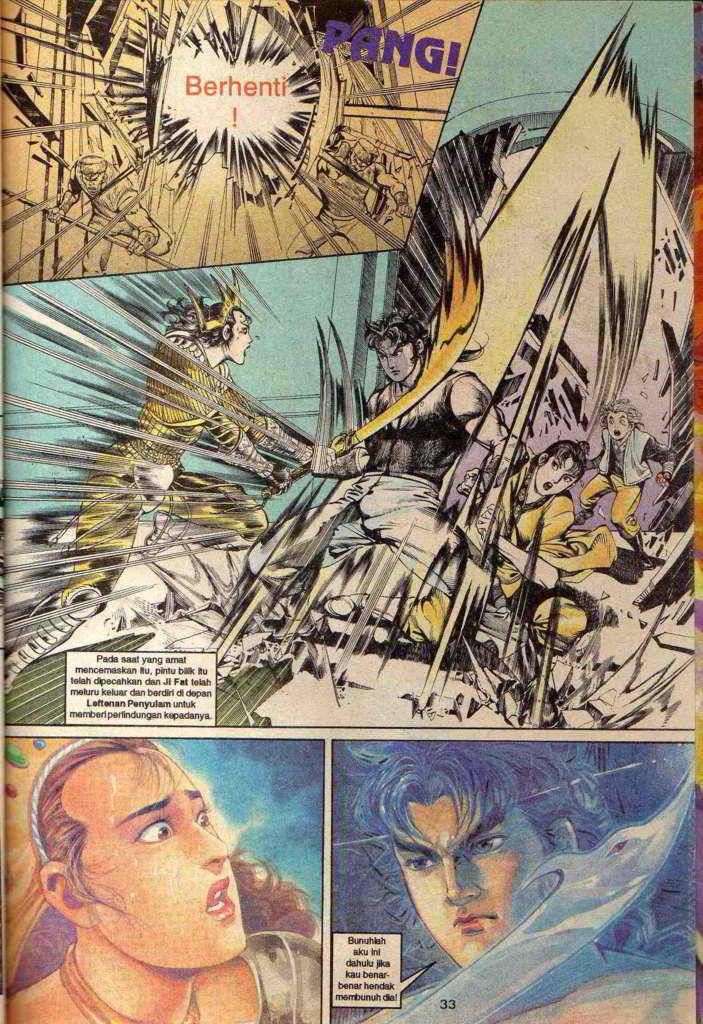 PANG!
Berhenti
!
Pada saat yang amat
mencemaskan itu, pintu bilik itu
telah dipecahkan dan Ji Fat telah
meluru keluar dan berdiri di depan
Leftenan Penyulam untuk
memberi perlindungan kepadanya.
Bunuhlah
aku ini
dahulu jika
kau benar-
benar hendak
membunuh dia!
33